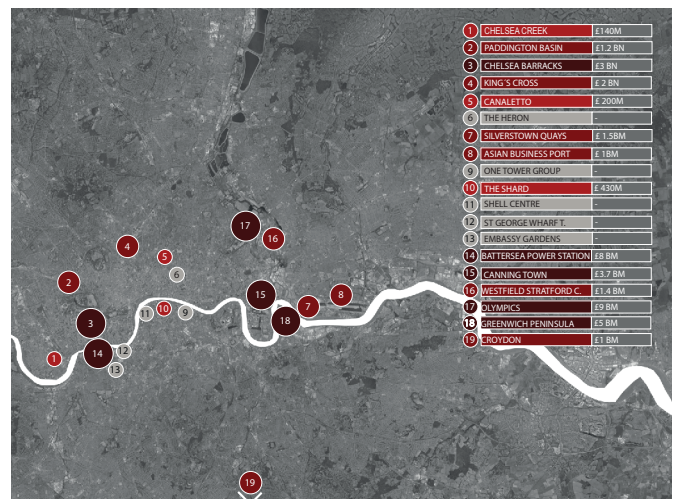 1 CHELSEA CREEK £140M
2 PADDINGTON BASIN £1.2 BN
3 CHELSEA BARRACKS £3 BN
4 KING´S CROSS £ 2 BN
5 CANALETTO £ 200M
6 THE HERON -
7 SILVERSTOWN QUAYS £ 1.5BM
8 ASIAN BUSINESS PORT £ 1BM
9 ONE TOWER GROUP -
10 THE SHARD £ 430M
11 SHELL CENTRE -
12 ST GEORGE WHARF T. -
13 EMBASSY GARDENS -
14 BATTERSEA POWER STATION £8 BM
15 CANNING TOWN £3.7 BM
16 WESTFIELD STRATFORD C. £1.4 BM
17 OLYMPICS £9 BM
18 GREENWICH PENINSULA £5 BM
19 CROYDON £1 BM
17
16
4
5
6
2
15
8
7
11
10
9
3
18
14
12
1
13
19